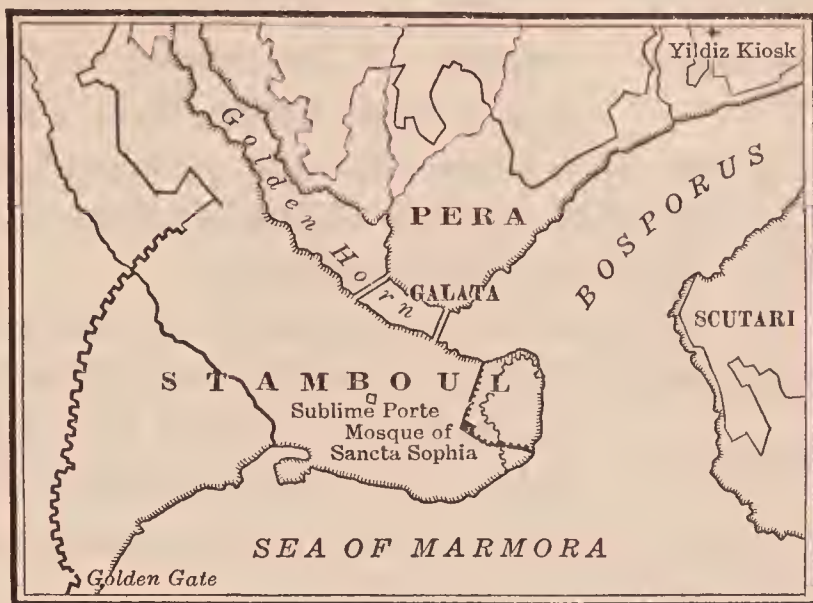 Yildiz Kiosk
Golden Horn
PERA
BOSPORUS
GALATA
SCUTARI
STAMBOUL
Sublime Porte
Mosque of
Sancta Sophia
SEA OF MARMORA
Golden Gate